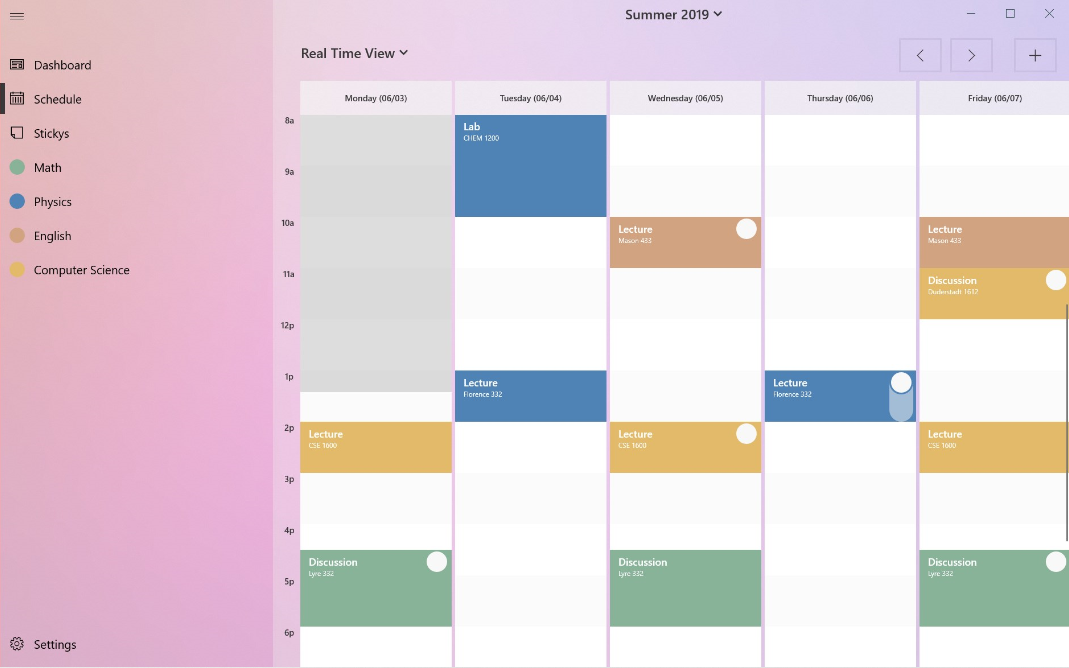 Summer 2019
Real Time View
Dashboard
Schedule
Stickys
Math
Physics
English
Computer Science
Settings
Monday (06/03)
Tuesday (06/04)
Wednesday (06/05)
Thursday (06/06)
Friday (06/07)
8a
9a
10a
11a
12p
1p
2p
3p
4p
5p
6p
Lecture
CSE 1600
Discussion
Lyre 332
Lab
CHEM 1200
Lecture
Florence 332
Lecture
Mason 433
Lecture
CSE 1600
Discussion
Lyre 332
Lecture
Florence 332
Lecture
Mason 433
Discussion
Duderstadt 1632
Lecture
CSE 1600
Discussion
Lyre 332